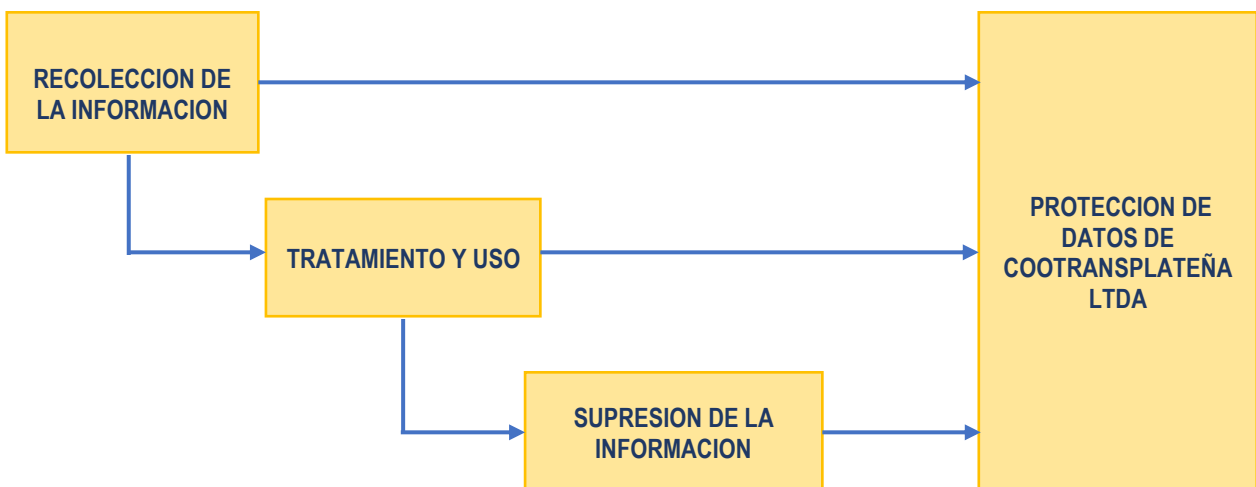 RECOLECCION DE
LA INFORMACION
TRATAMIENTO Y USO
SUPRESION DE LA
INFORMACION
PROTECCION DE
DATOS DE
COOTRANSPLATEÑA
LTDA